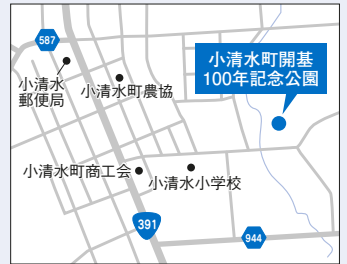 587
小清水町開基
100年記念公園
小清水
郵便局
小清水町農協
小清水町商工会
小清水小学校
391
944